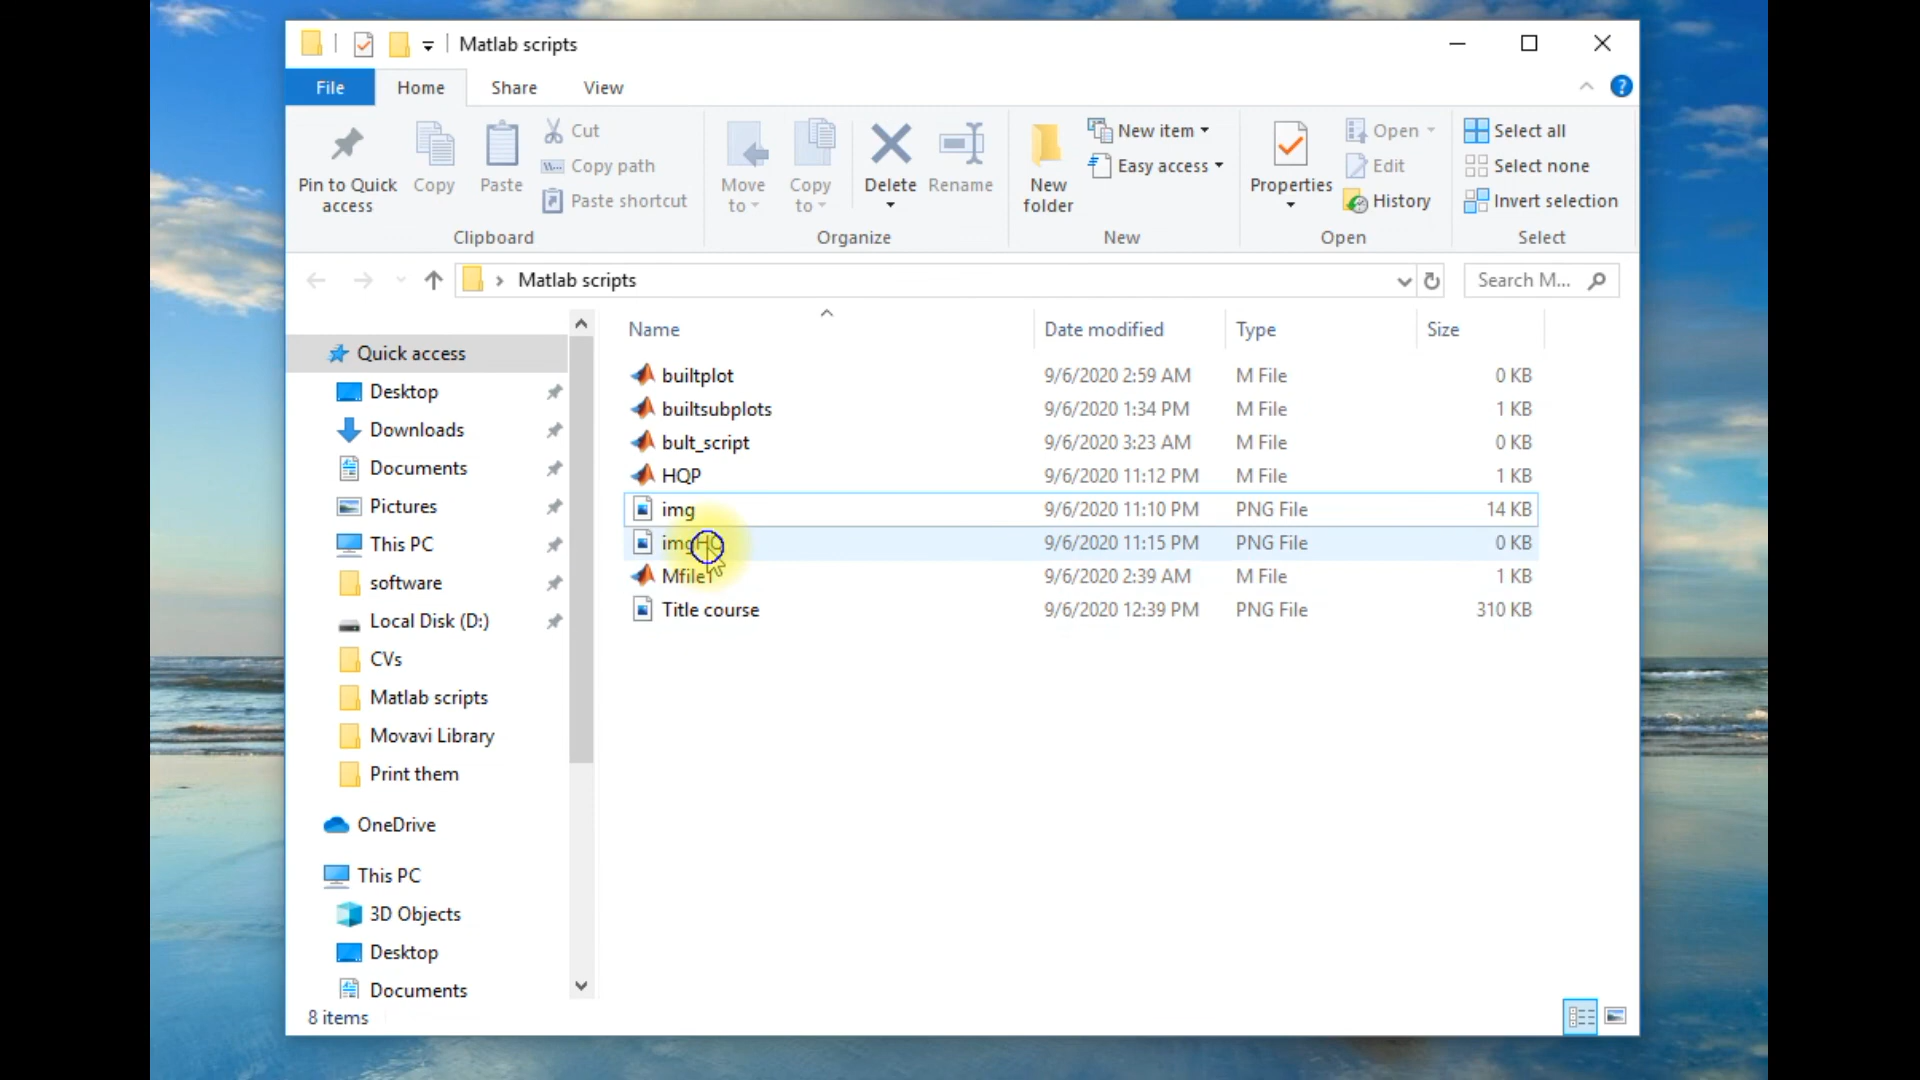 Matlab scripts
File
Home
Share
View
?
Pin to Quick access
Copy
Paste
Cut
Copy path
Paste shortcut
Clipboard
Move to
Copy to
Delete
Rename
Organize
New folder
New item
Easy access
New
Properties
Open
Edit
History
Open
Select all
Select none
Invert selection
Select
Matlab scripts
Search M...
Name Date modified Type Size
Quick access
Desktop
Downloads
Documents
Pictures
This PC
software
Local Disk (D:)
CVs
Matlab scripts
Movavi Library
Print them
OneDrive
This PC
3D Objects
Desktop
Documents
builtplot 9/6/2020 2:59 AM M File 0 KB
builtsubplots 9/6/2020 1:34 PM M File 1 KB
bult_script 9/6/2020 3:23 AM M File 0 KB
HQP 9/6/2020 11:12 PM M File 1 KB
img 9/6/2020 11:10 PM PNG File 14 KB
9/6/2020 11:15 PM PNG File 0 KB
Mfile1 9/6/2020 2:39 AM M File 1 KB
Title course 9/6/2020 12:39 PM PNG File 310 KB
8 items